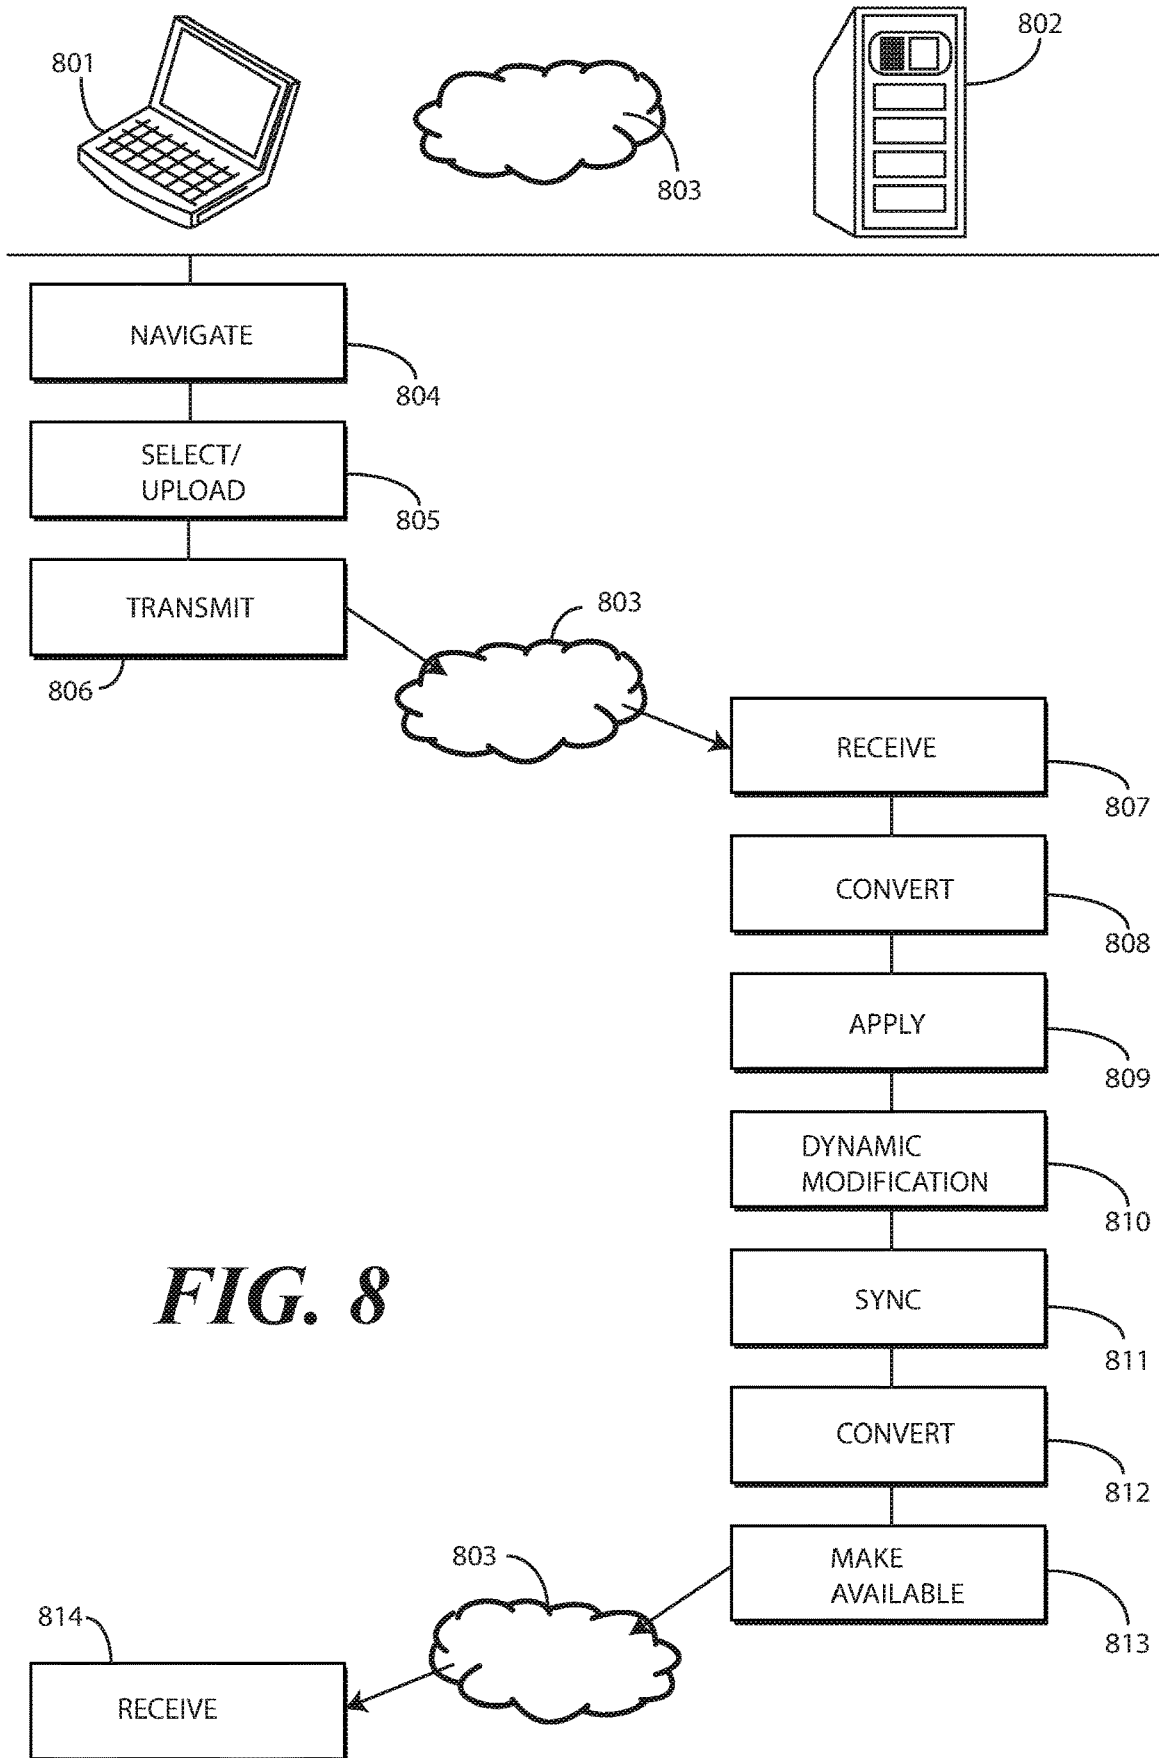 801
803
802
NAVIGATE
804
SELECT/
UPLOAD
805
TRANSMIT
806
803
RECEIVE
807
CONVERT
808
APPLY
809
DYNAMIC
MODIFICATION
810
FIG. 8
SYNC
811
CONVERT
812
803
MAKE
AVAILABLE
813
814
RECEIVE